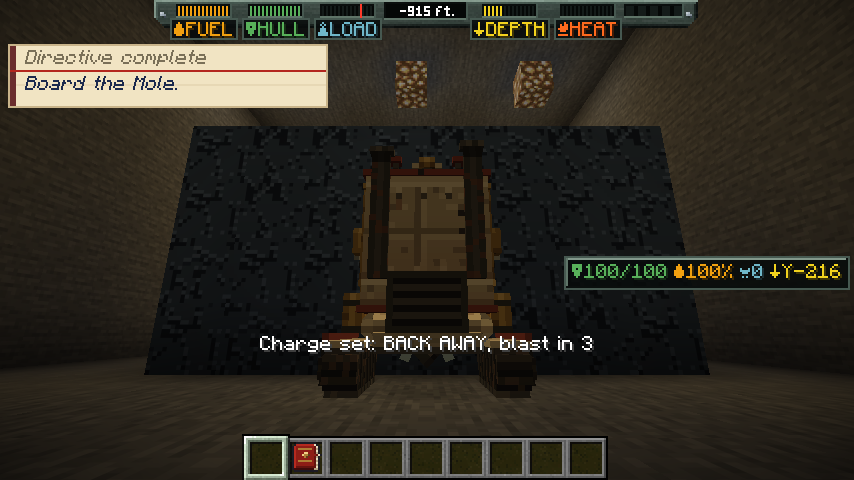 -915 ft.
FUEL HULL LOAD DEPTH HEAT
Directive complete
Board the Mole.
100/100 100% 0 Y-216
Charge set: BACK AWAY, blast in 3